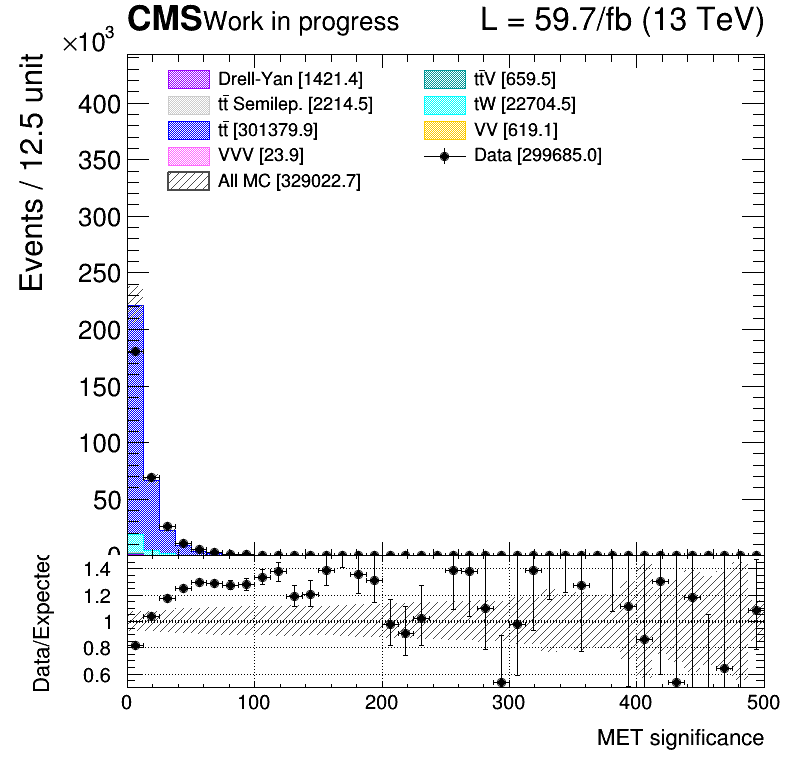 CMS Work in progress L = 59.7/fb (13 TeV)
×10³
Drell-Yan [1421.4]
tt̄V [659.5]
tt̄ Semilep. [2214.5]
tW [22704.5]
tt̄ [301379.9]
VV [619.1]
VVV [23.9]
Data [299685.0]
All MC [329022.7]
Events / 12.5 unit
400
350
300
250
200
150
100
50
0
Data/Expected
1.4
1.2
1
0.8
0.6
0 100 200 300 400 500
MET significance